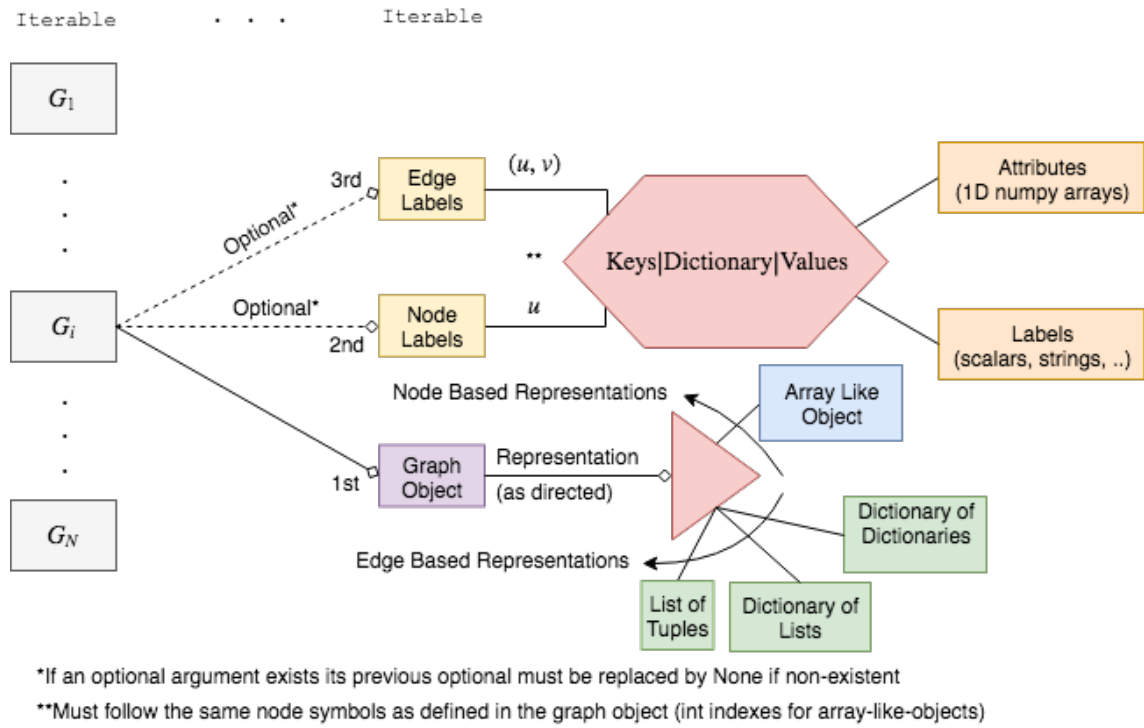 Iterable . . . Iterable
G1
.
.
.
Gi
.
.
.
GN
Optional*
3rd
Edge
Labels
(u, v)
**
Optional*
2nd
Node
Labels
u
Keys|Dictionary|Values
Attributes
(1D numpy arrays)
Labels
(scalars, strings, ..)
Node Based Representations
Array Like
Object
1st
Graph
Object
Representation
(as directed)
Edge Based Representations
Dictionary of
Dictionaries
List of
Tuples
Dictionary of
Lists
*If an optional argument exists its previous optional must be replaced by None if non-existent
**Must follow the same node symbols as defined in the graph object (int indexes for array-like-objects)